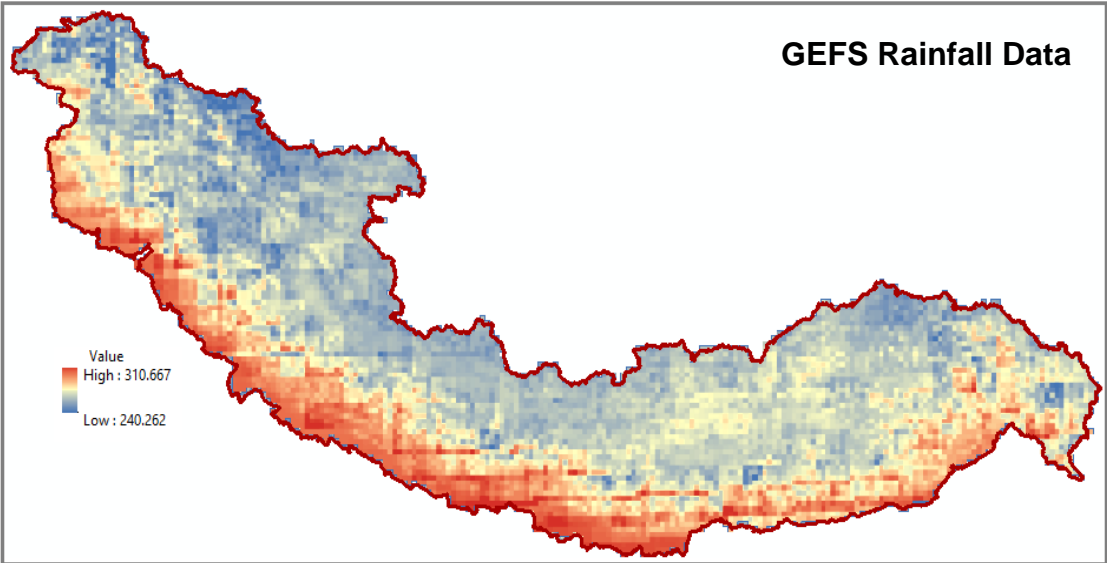 GEFS Rainfall Data
Value
High : 310.667
Low : 240.262